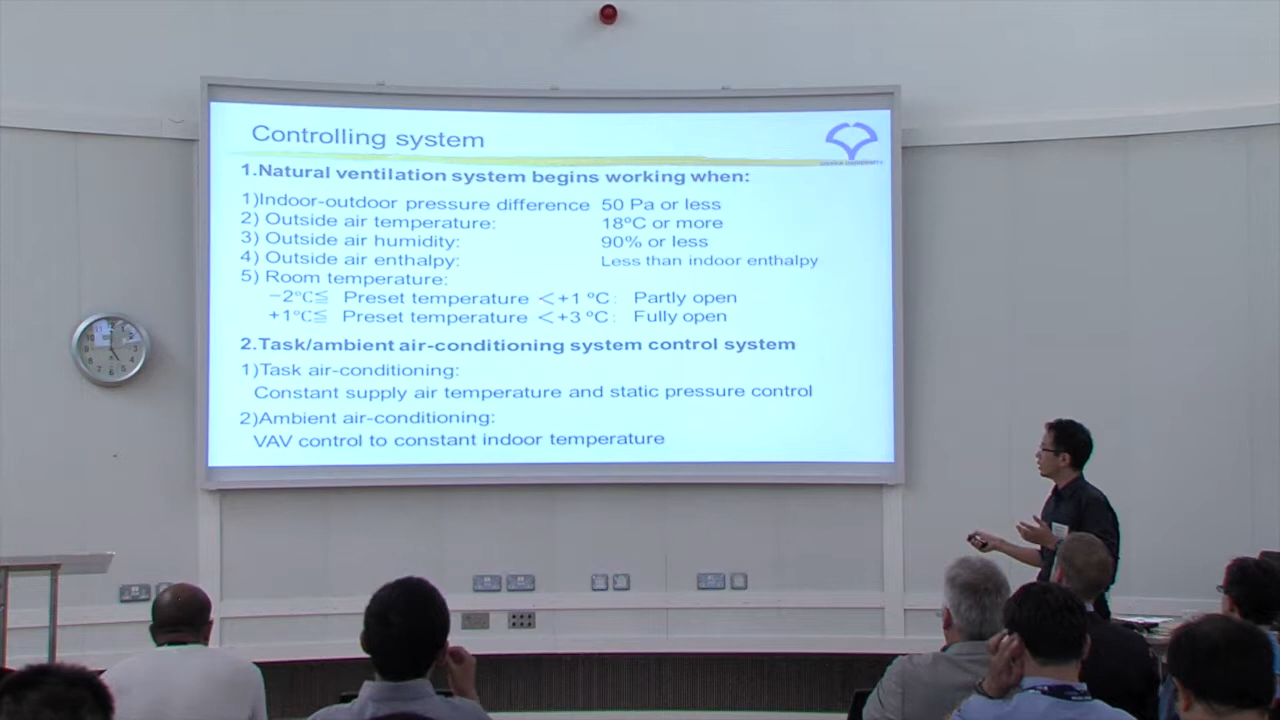 Controlling system
1.Natural ventilation system begins working when:
1)Indoor-outdoor pressure difference 50 Pa or less
2) Outside air temperature: 18ºC or more
3) Outside air humidity: 90% or less
4) Outside air enthalpy: Less than indoor enthalpy
5) Room temperature:
−2℃≦ Preset temperature ＜+1 ºC: Partly open
+1℃≦ Preset temperature ＜+3 ºC: Fully open
2.Task/ambient air-conditioning system control system
1)Task air-conditioning:
Constant supply air temperature and static pressure control
2)Ambient air-conditioning:
VAV control to constant indoor temperature